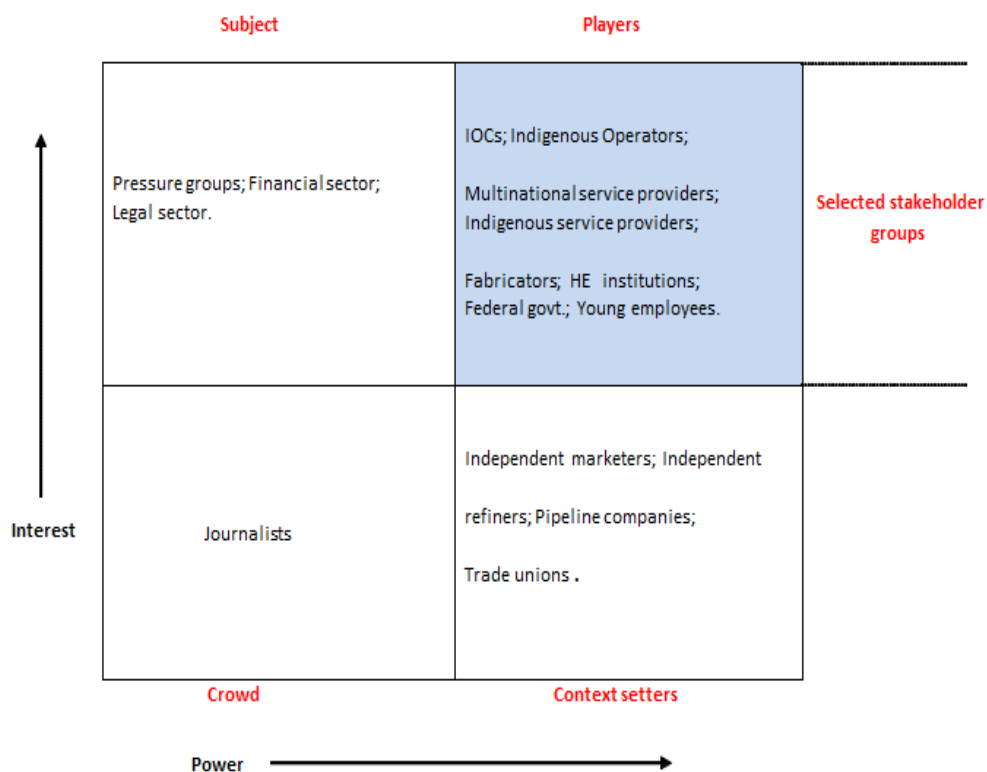 Subject
Players
IOCs; Indigenous Operators;
Pressure groups; Financial sector;
Legal sector.
Multinational service providers;
Indigenous service providers;
Selected stakeholder
groups
Fabricators; HE institutions;
Federal govt.; Young employees.
Interest
Journalists
Independent marketers; Independent
refiners; Pipeline companies;
Trade unions .
Crowd
Context setters
Power